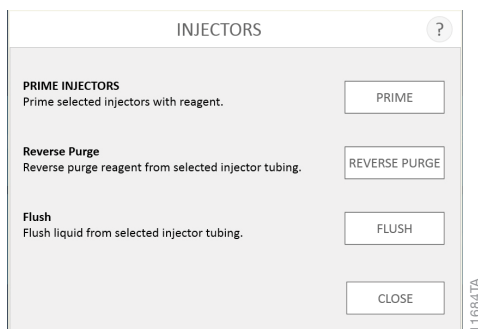 INJECTORS
?
PRIME INJECTORS
Prime selected injectors with reagent.
PRIME
Reverse Purge
Reverse purge reagent from selected injector tubing.
REVERSE PURGE
Flush
Flush liquid from selected injector tubing.
FLUSH
CLOSE